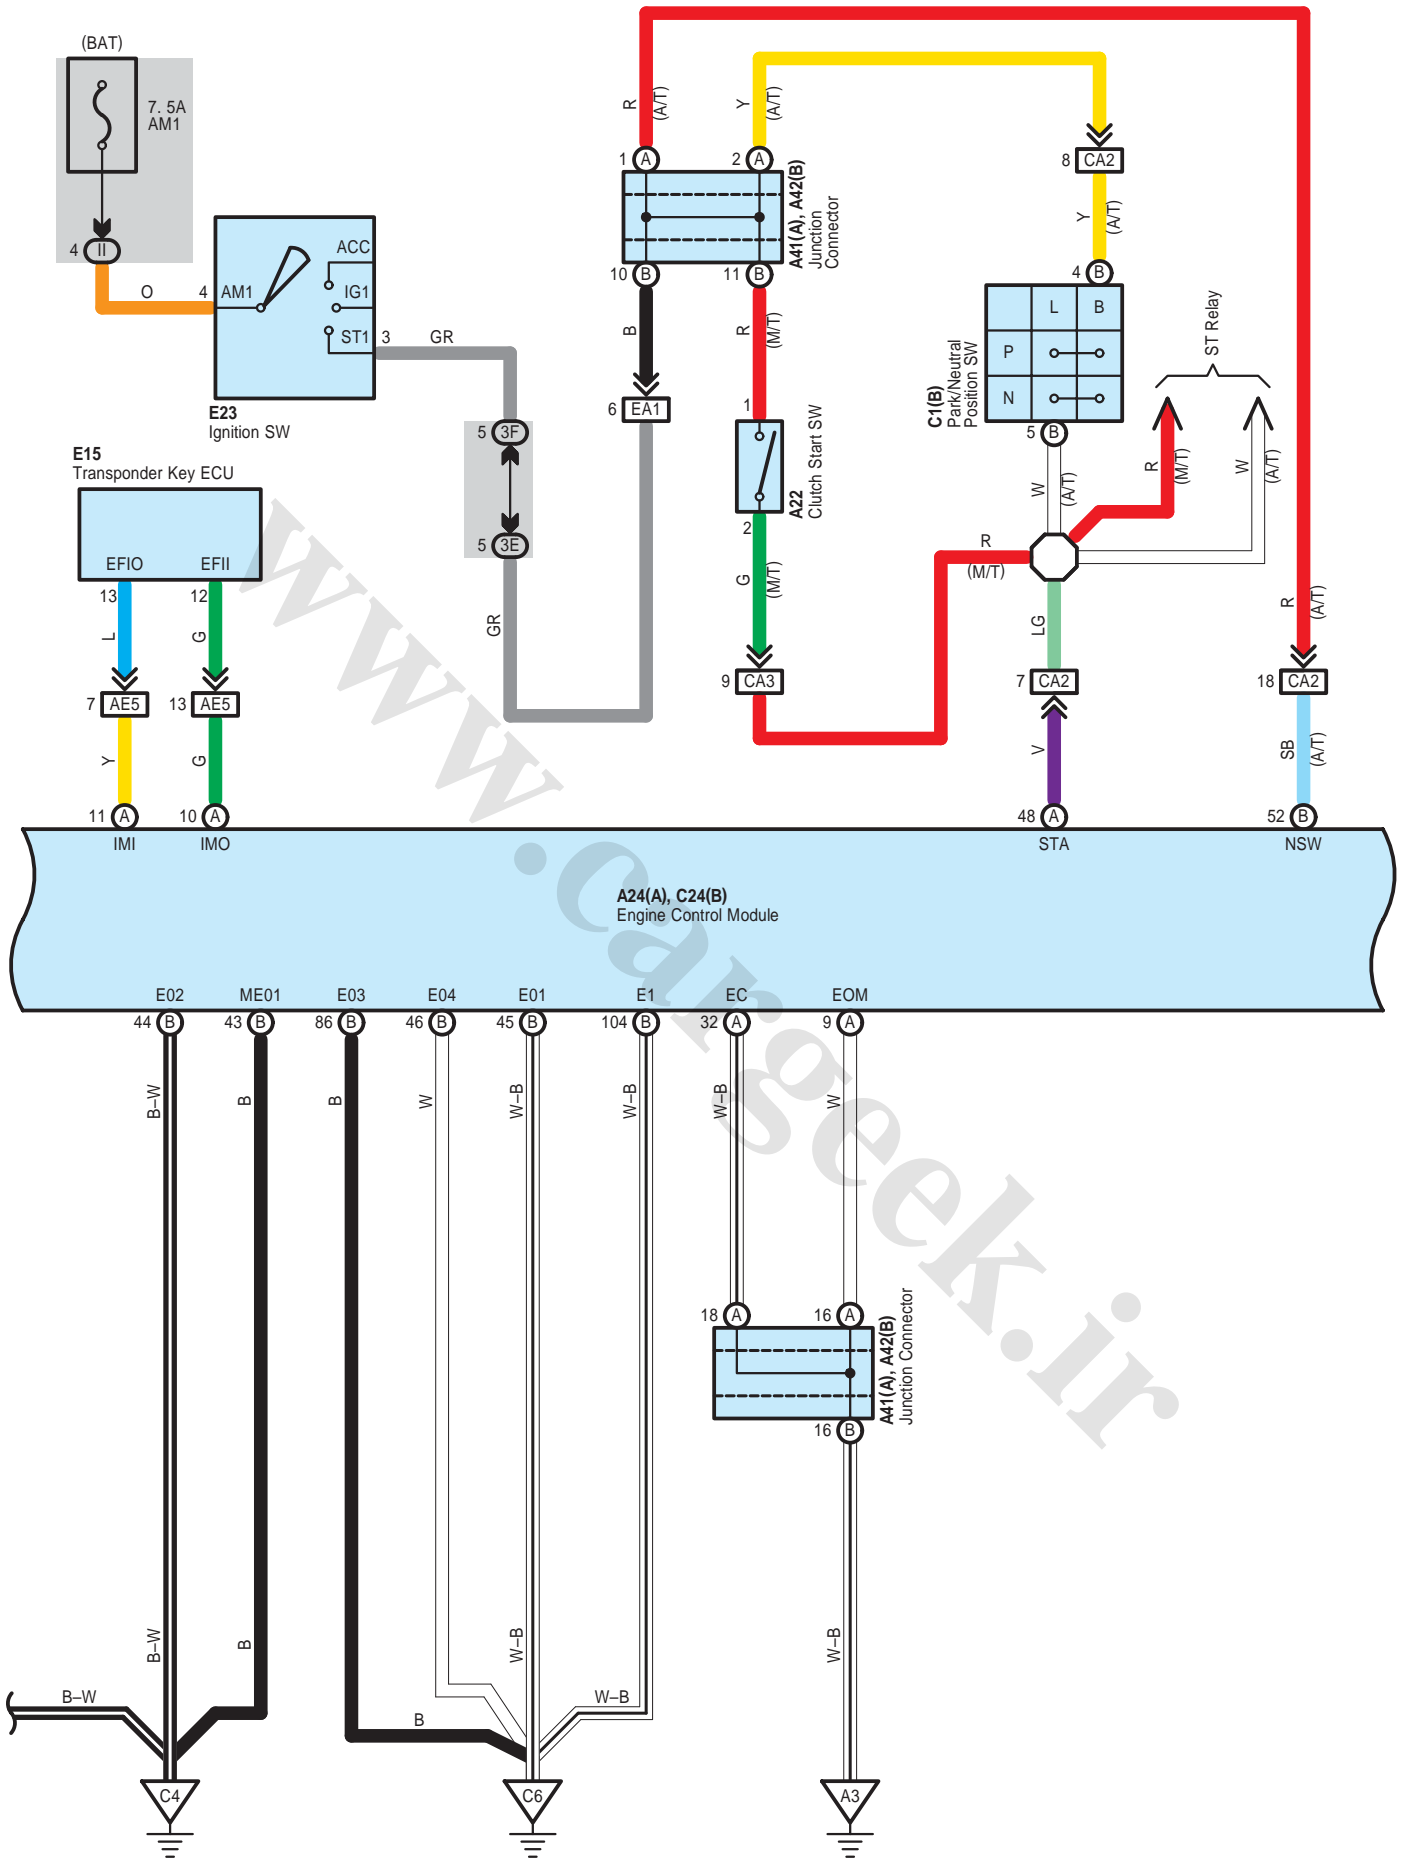 (BAT)
7. 5A
AM1
4 II
O
4 AM1
ACC
IG1
ST1
3
GR
E23
Ignition SW
5 3F
5 3E
GR
R
(A/T)
Y
(A/T)
1 A
2 A
A41(A), A42(B)
Junction
Connector
10 B
11 B
B
R
(M/T)
6 EA1
1
A22
Clutch Start SW
2
G
(M/T)
9 CA3
8 CA2
Y
(A/T)
4 B
L B
P
N
C1(B)
Park/Neutral
Position SW
5 B
W
(A/T)
ST Relay
R
(M/T)
W
(A/T)
R
(M/T)
LG
7 CA2
V
R
(A/T)
18 CA2
SB
(A/T)
E15
Transponder Key ECU
EFIO
EFII
13
12
L
G
7 AE5
13 AE5
Y
G
11 A
10 A
48 A
52 B
IMI
IMO
STA
NSW
A24(A), C24(B)
Engine Control Module
E02
ME01
E03
E04
E01
E1
EC
EOM
44 B
43 B
86 B
46 B
45 B
104 B
32 A
9 A
B–W
B
B
W
W–B
W–B
W–B
W
18 A
16 A
A41(A), A42(B)
Junction Connector
16 B
B–W
B
W–B
W–B
B–W
W–B
B
C4
C6
A3
www.cargeek.ir